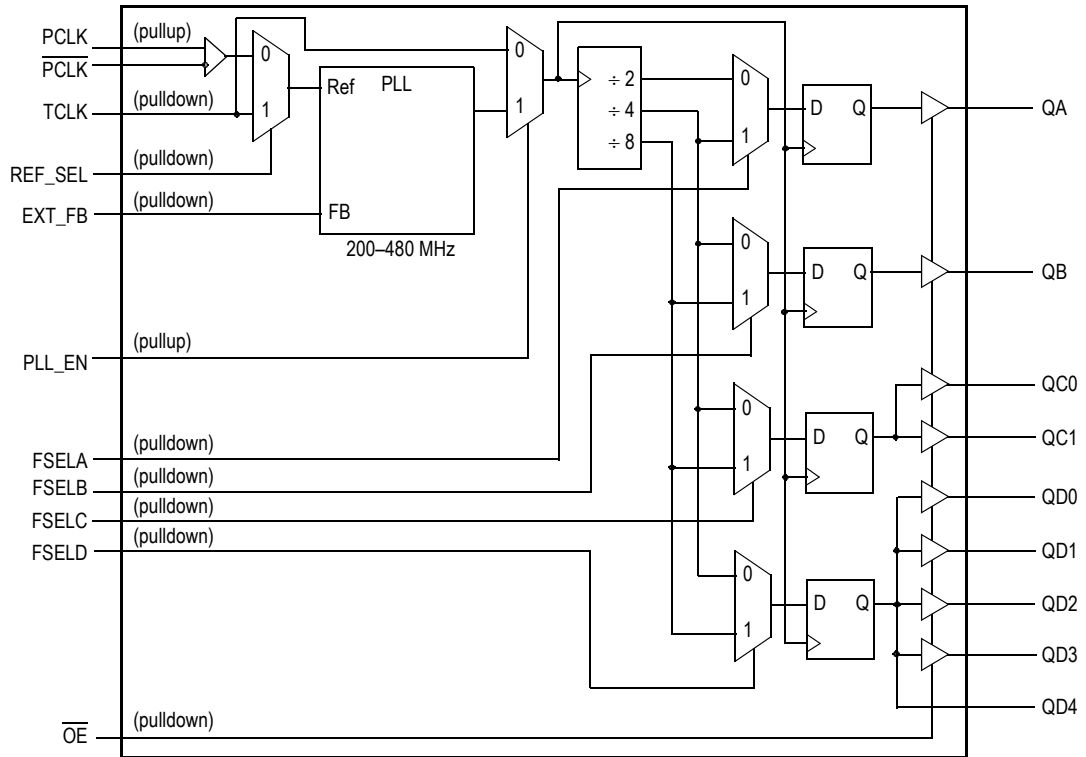 PCLK
(pullup)
PCLK
TCLK
(pulldown)
REF_SEL
(pulldown)
EXT_FB
(pulldown)
PLL_EN
(pullup)
FSELA
(pulldown)
FSELB
(pulldown)
FSELC
(pulldown)
FSELD
(pulldown)
OE
(pulldown)
0
1
Ref PLL
FB
200–480 MHz
0
1
÷ 2
÷ 4
÷ 8
0
1
D Q
QA
0
1
D Q
QB
0
1
D Q
QC0
QC1
0
1
D Q
QD0
QD1
QD2
QD3
QD4